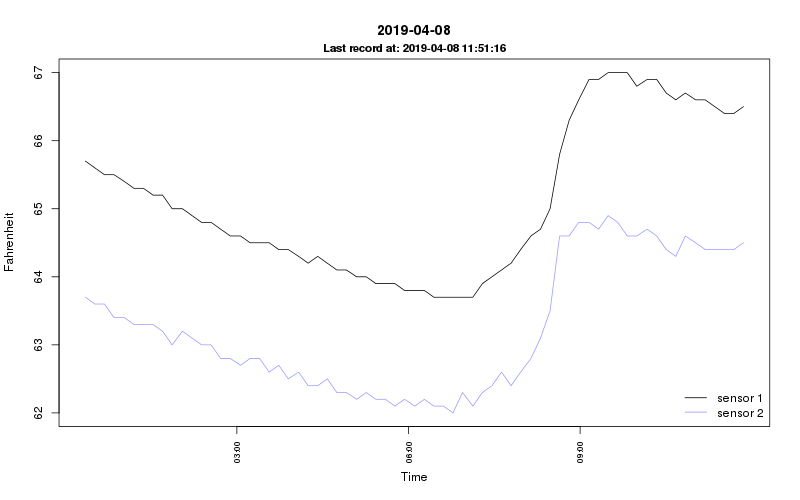 2019-04-08
Last record at: 2019-04-08 11:51:16
67
66
65
64
63
62
Fahrenheit
sensor 1
sensor 2
03:00
06:00
09:00
Time